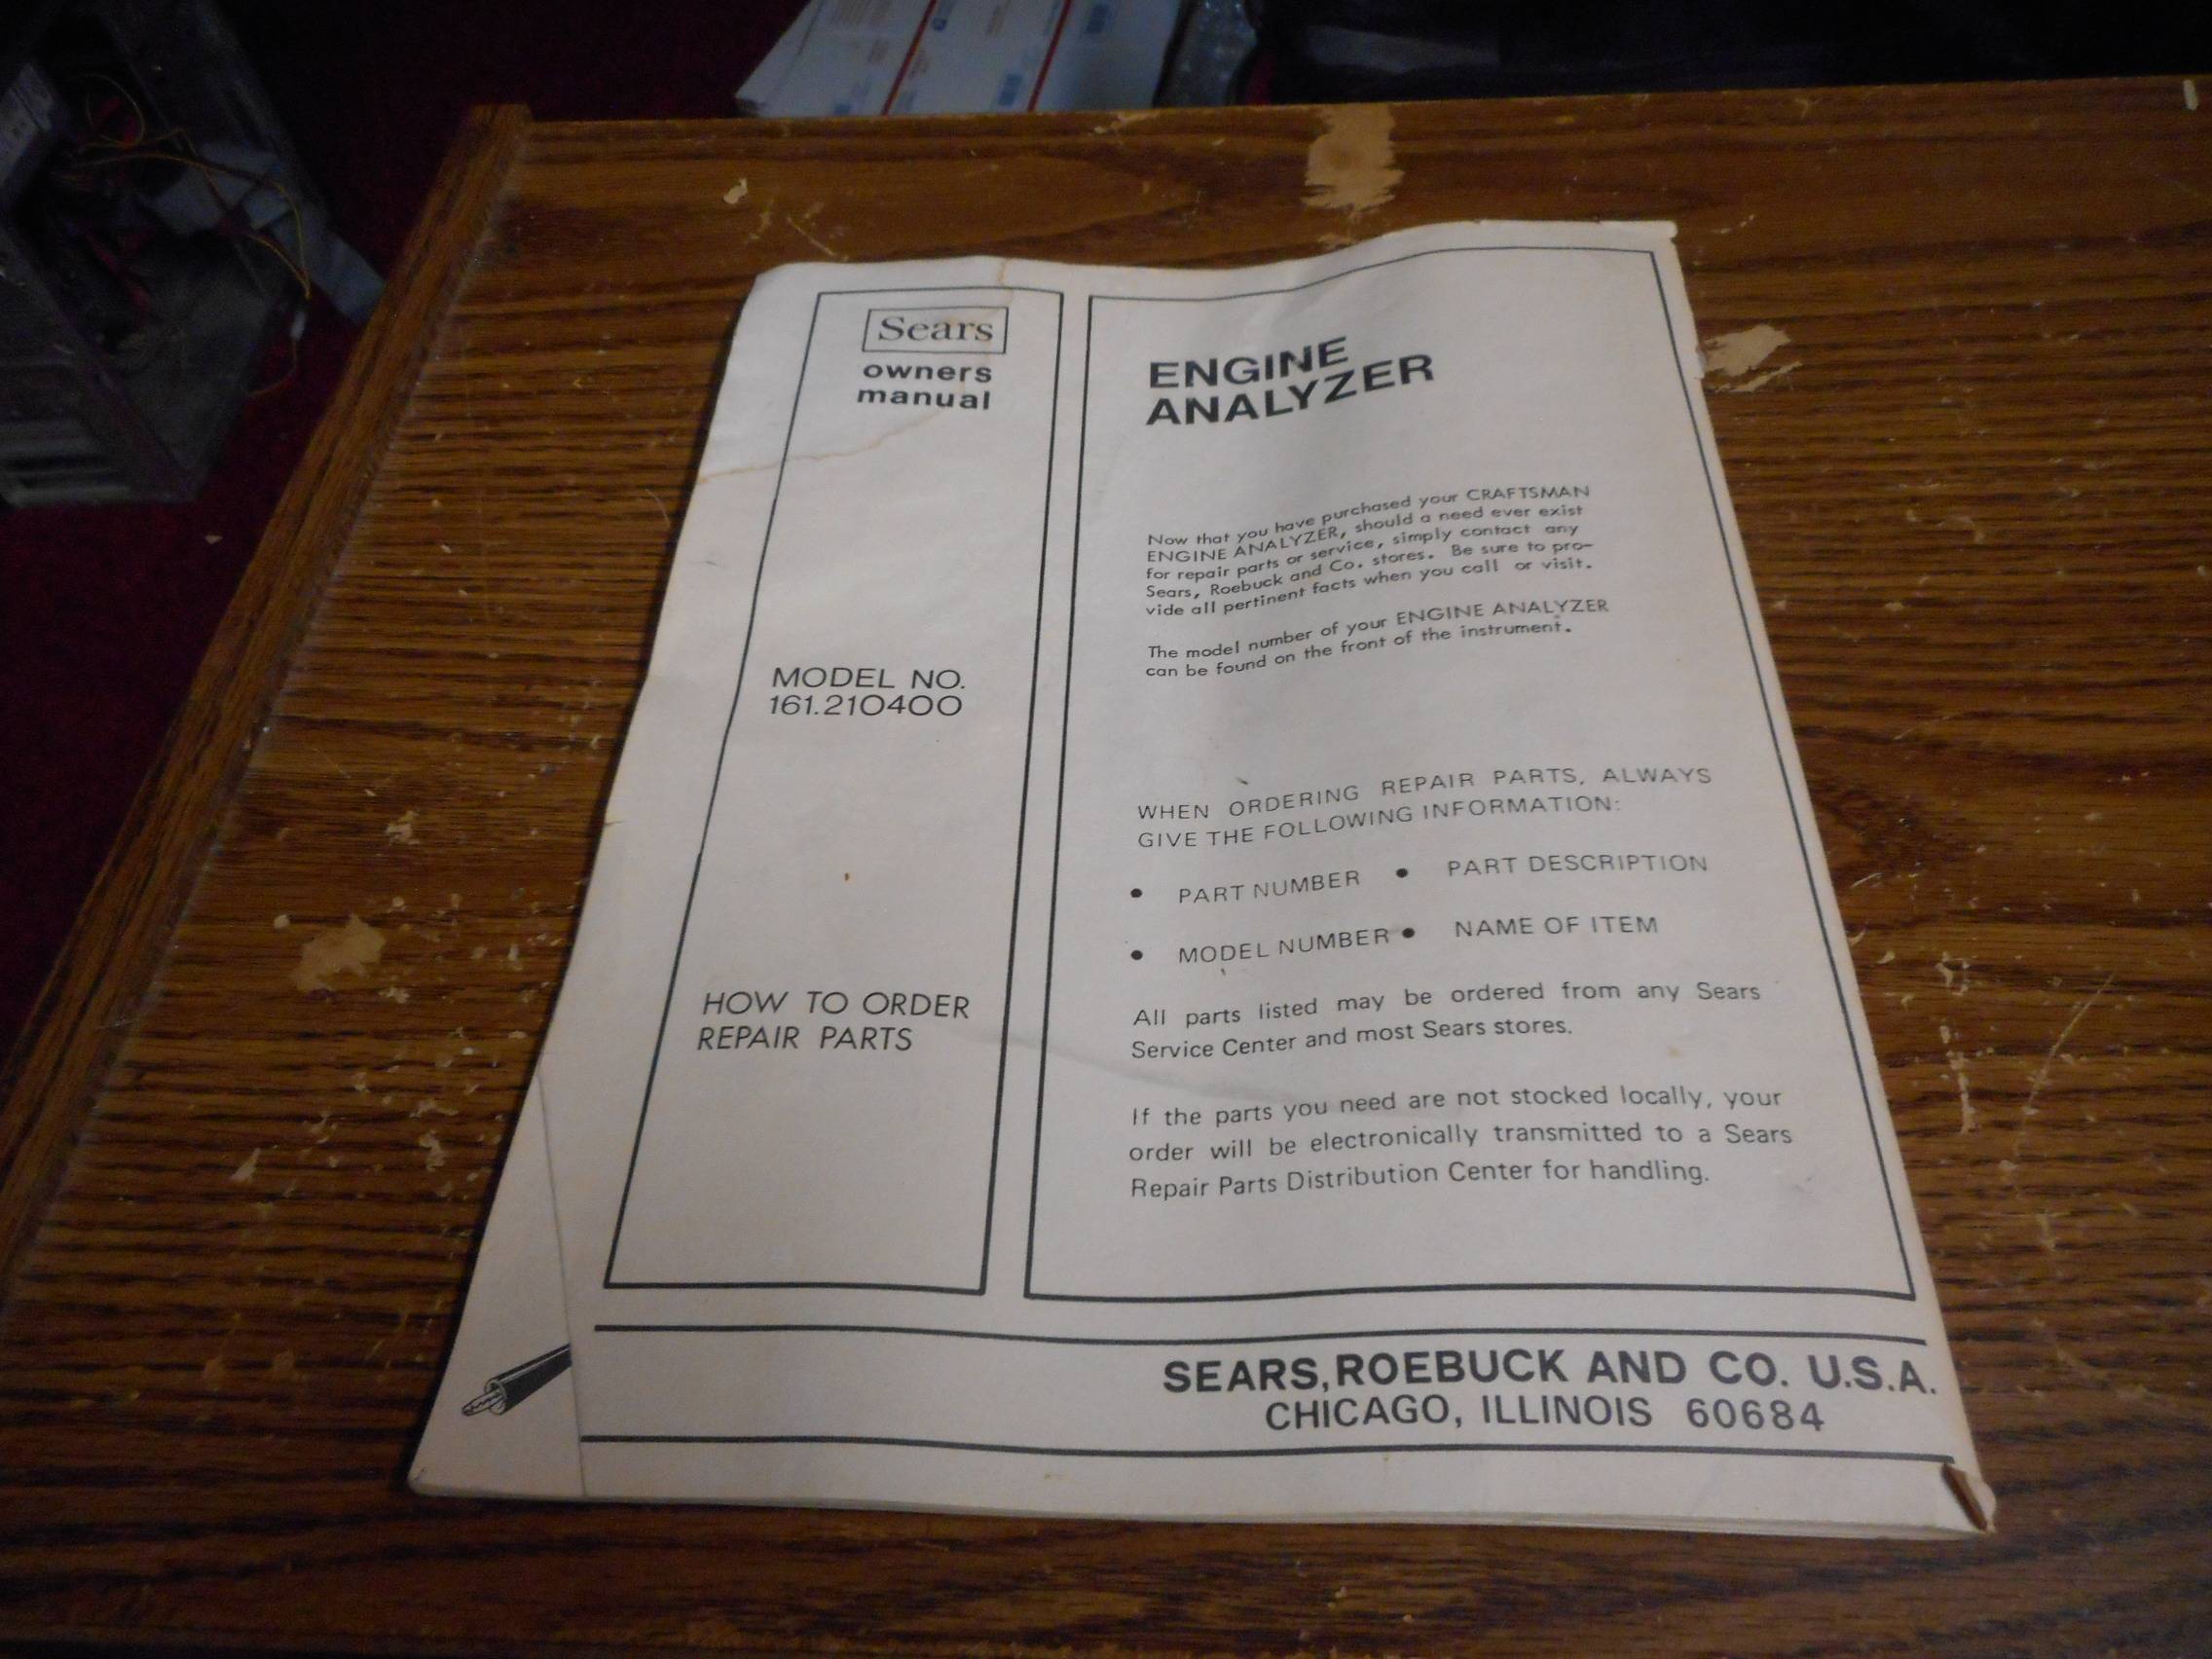 Sears
owners
manual
MODEL NO.
161.210400
HOW TO ORDER
REPAIR PARTS
ENGINE
ANALYZER
Now that you have purchased your CRAFTSMAN
ENGINE ANALYZER, should a need ever exist
for repair parts or service, simply contact any
Sears, Roebuck and Co. stores. Be sure to pro-
vide all pertinent facts when you call or visit.
The model number of your ENGINE ANALYZER
can be found on the front of the instrument.
WHEN ORDERING REPAIR PARTS, ALWAYS
GIVE THE FOLLOWING INFORMATION:
• PART NUMBER • PART DESCRIPTION
• MODEL NUMBER • NAME OF ITEM
All parts listed may be ordered from any Sears
Service Center and most Sears stores.
If the parts you need are not stocked locally, your
order will be electronically transmitted to a Sears
Repair Parts Distribution Center for handling.
SEARS, ROEBUCK AND CO. U.S.A.
CHICAGO, ILLINOIS 60684